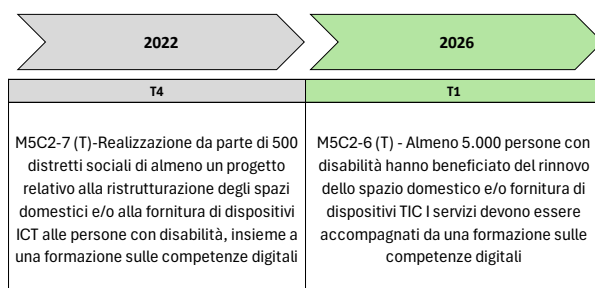 2022
2026
T4
T1
M5C2-7 (T)-Realizzazione da parte di 500
distretti sociali di almeno un progetto
relativo alla ristrutturazione degli spazi
domestici e/o alla fornitura di dispositivi
ICT alle persone con disabilità, insieme a
una formazione sulle competenze digitali
M5C2-6 (T) - Almeno 5.000 persone con
disabilità hanno beneficiato del rinnovo
dello spazio domestico e/o fornitura di
dispositivi TIC I servizi devono essere
accompagnati da una formazione sulle
competenze digitali